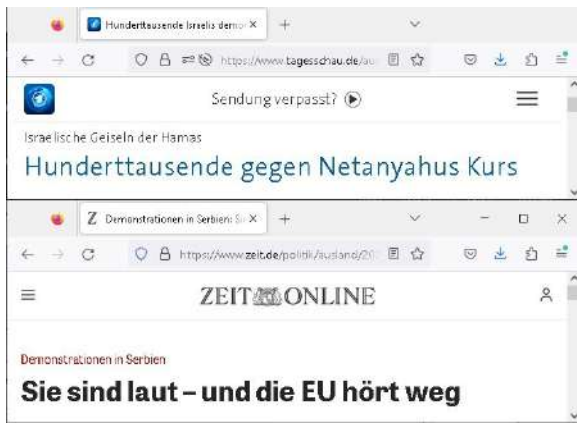 Hunderttausende Israelis demo
https://www.tagesschau.de/au
Sendung verpasst?
Israelische Geiseln der Hamas
Hunderttausende gegen Netanyahus Kurs
Z Demonstrationen in Serbien: Si
https://www.zeit.de/politik/ausland/20
ZEIT ONLINE
Demonstrationen in Serbien
Sie sind laut – und die EU hört weg